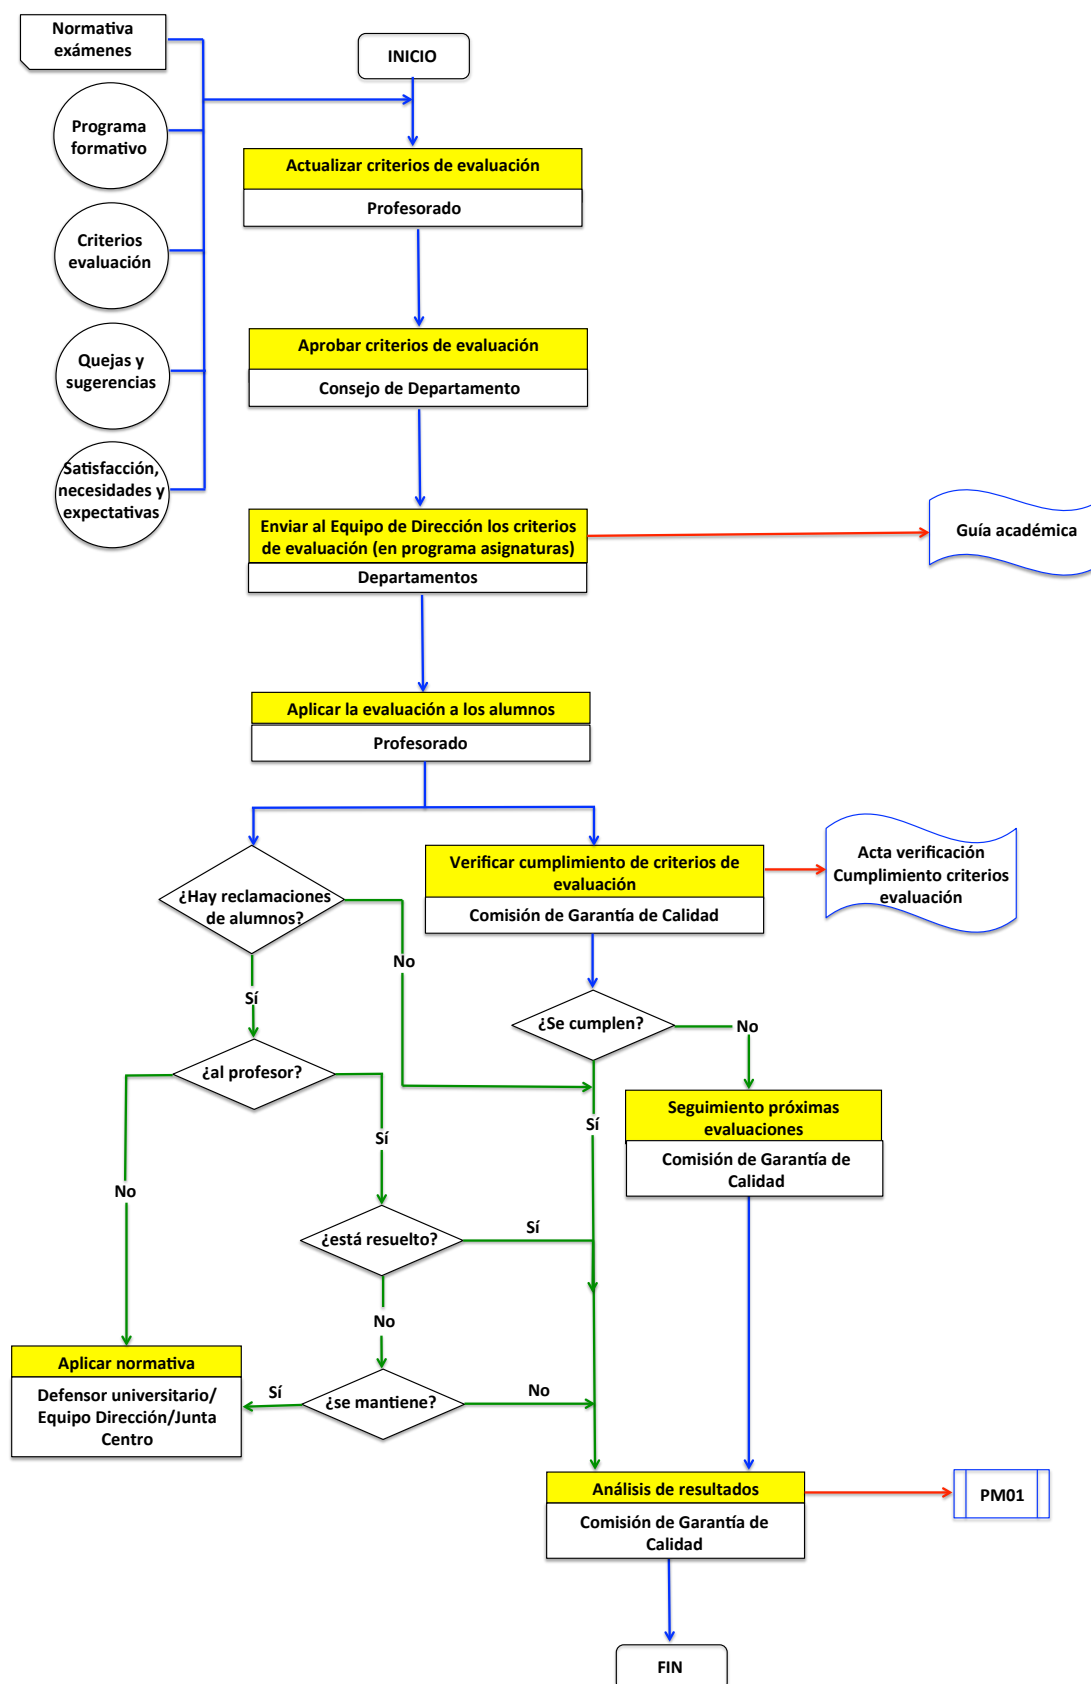 Normativa
exámenes
INICIO
Programa
formativo
Actualizar criterios de evaluación
Profesorado
Criterios
evaluación
Aprobar criterios de evaluación
Consejo de Departamento
Quejas y
sugerencias
Satisfacción,
necesidades y
expectativas
Enviar al Equipo de Dirección los criterios
de evaluación (en programa asignaturas)
Departamentos
Guía académica
Aplicar la evaluación a los alumnos
Profesorado
¿Hay reclamaciones
de alumnos?
Verificar cumplimiento de criterios de
evaluación
Comisión de Garantía de Calidad
Acta verificación
Cumplimiento criterios
evaluación
No
Sí
¿Se cumplen?
No
¿al profesor?
Sí
Seguimiento próximas
evaluaciones
Comisión de Garantía de
Calidad
Sí
No
¿está resuelto?
Sí
No
Aplicar normativa
Defensor universitario/
Equipo Dirección/Junta
Centro
Sí
¿se mantiene?
No
Análisis de resultados
Comisión de Garantía de
Calidad
PM01
FIN